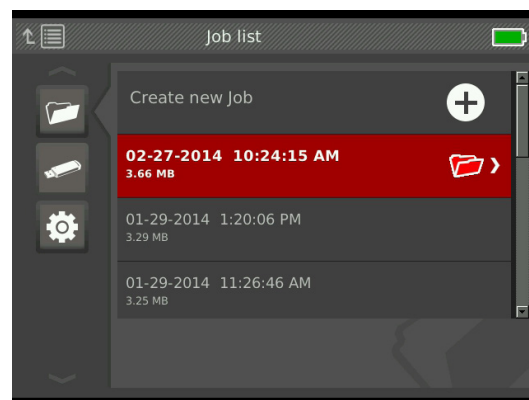 Job list
Create new Job
02-27-2014 10:24:15 AM
3.66 MB
01-29-2014 1:20:06 PM
3.29 MB
01-29-2014 11:26:46 AM
3.25 MB